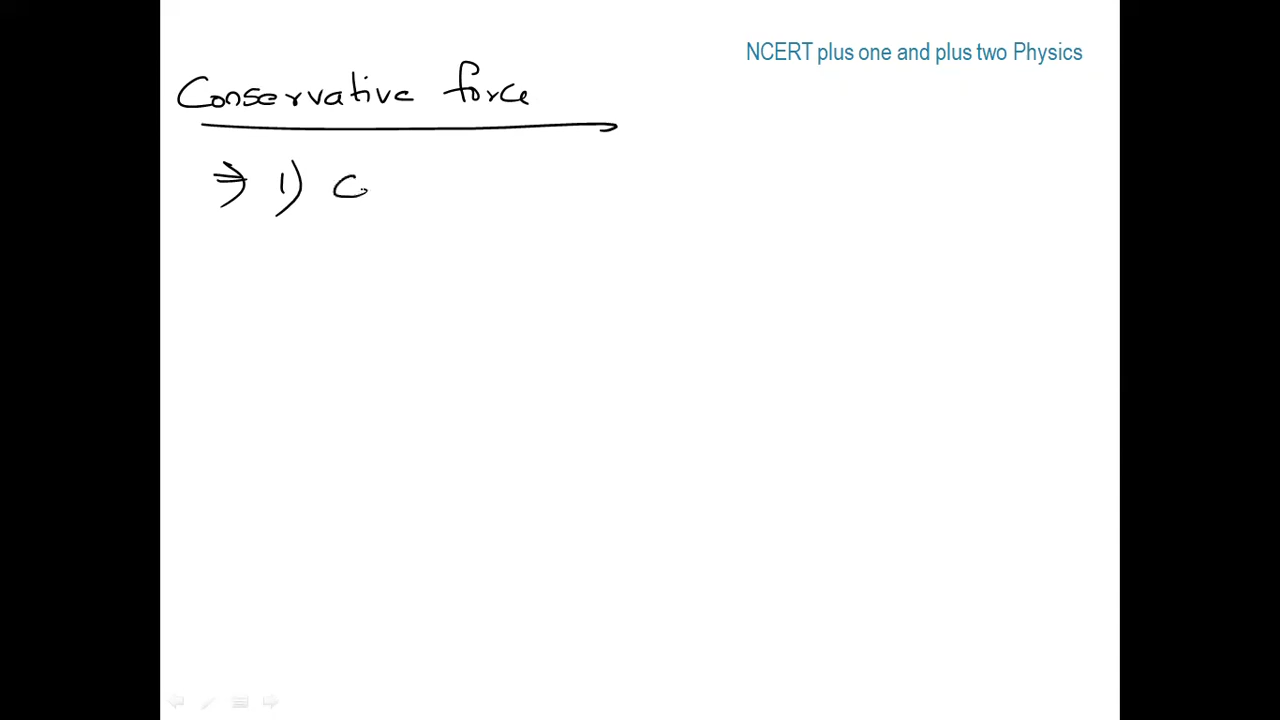 NCERT plus one and plus two Physics
Conservative force
⇒ 1) C